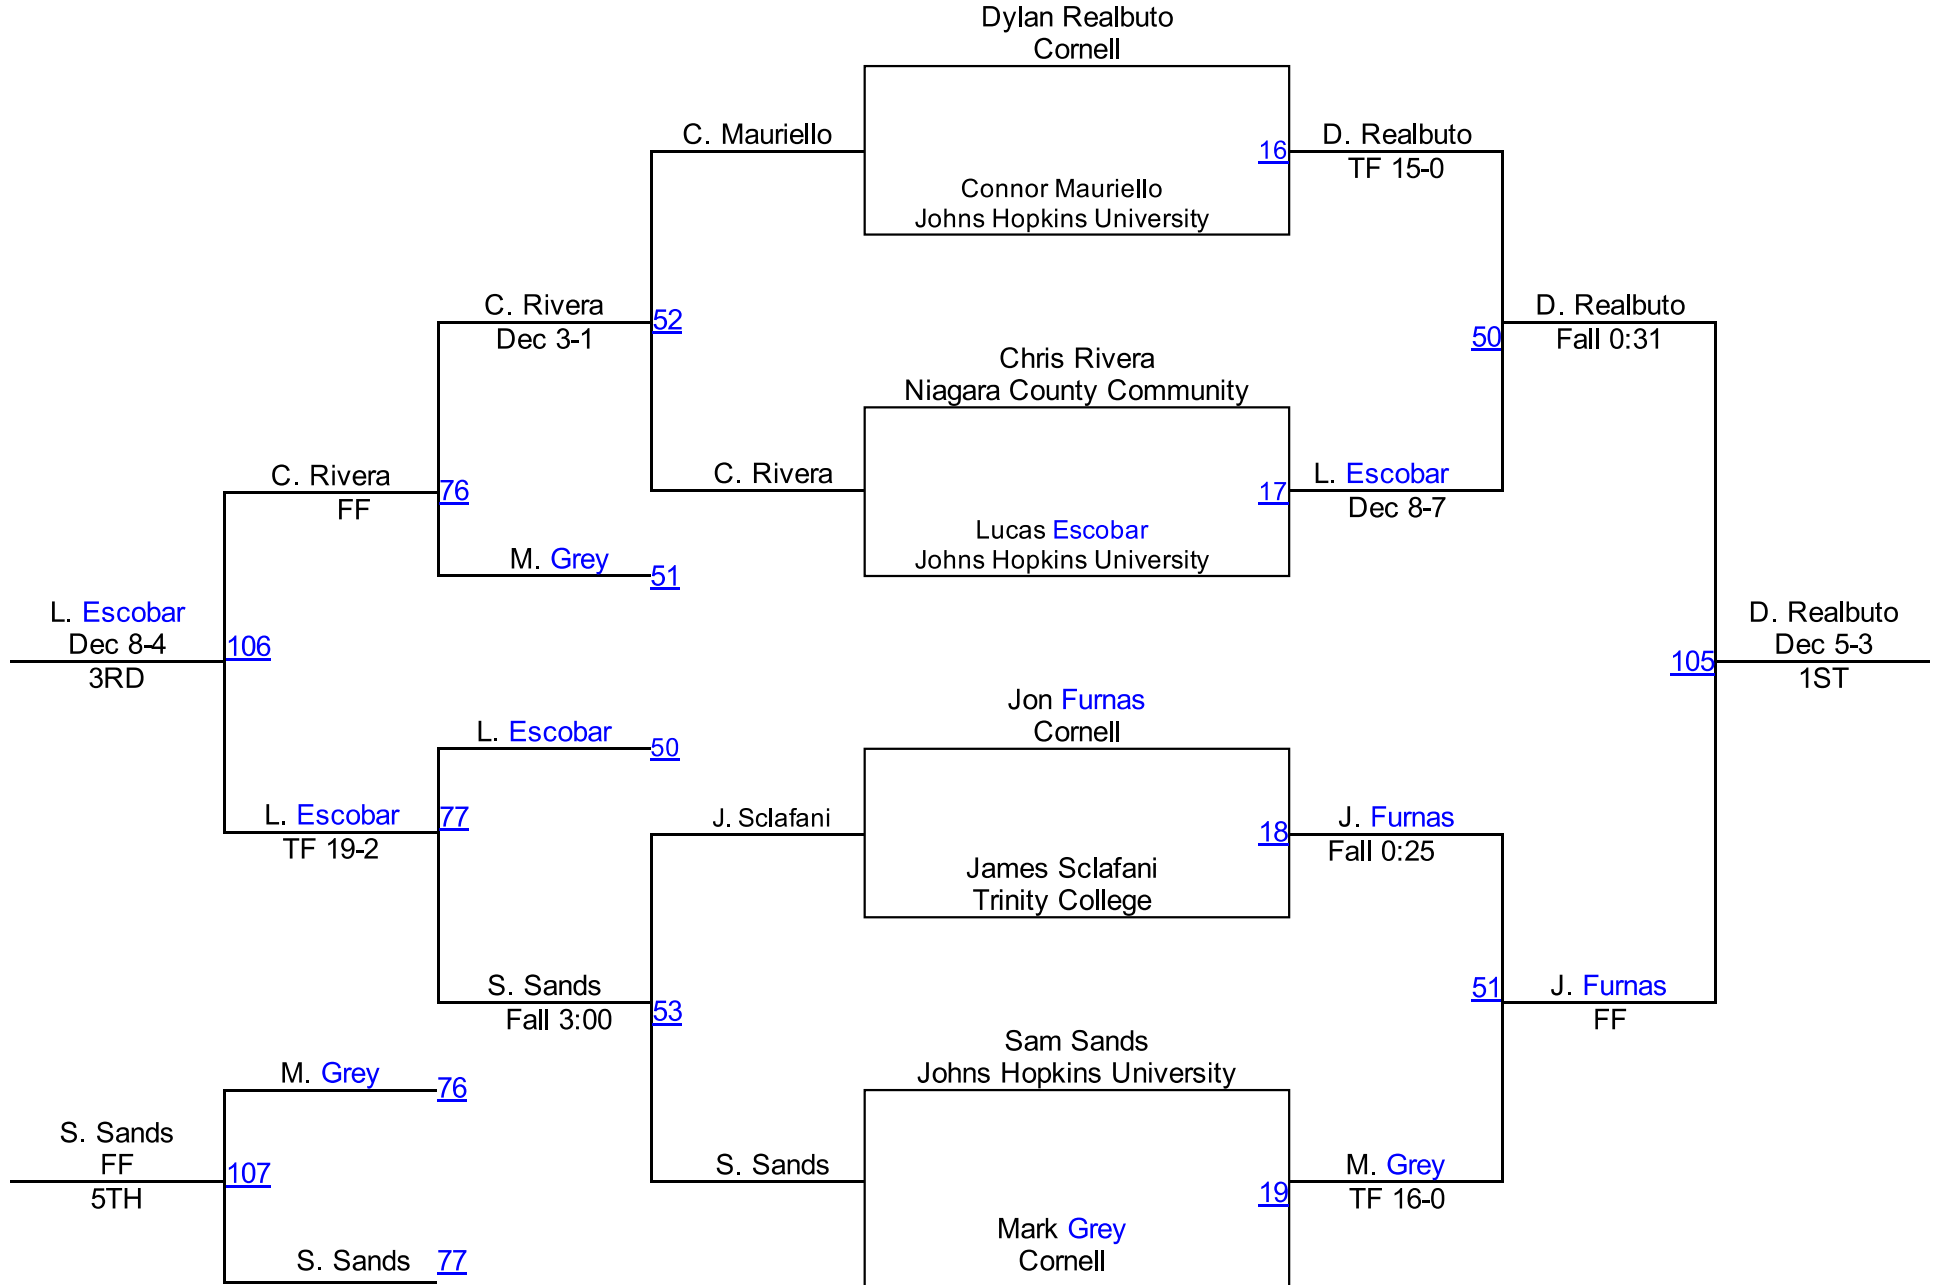 Dylan Realbuto
Cornell
C. Mauriello
16
D. Realbuto
TF 15-0
Connor Mauriello
Johns Hopkins University
C. Rivera
Dec 3-1
52
D. Realbuto
Fall 0:31
50
Chris Rivera
Niagara County Community
C. Rivera
FF
76
C. Rivera
17
L. Escobar
Dec 8-7
Lucas Escobar
Johns Hopkins University
M. Grey
51
L. Escobar
Dec 8-4
3RD
106
D. Realbuto
Dec 5-3
1ST
105
Jon Furnas
Cornell
L. Escobar
50
L. Escobar
TF 19-2
77
J. Sclafani
18
J. Furnas
Fall 0:25
James Sclafani
Trinity College
S. Sands
Fall 3:00
53
51
J. Furnas
FF
Sam Sands
Johns Hopkins University
M. Grey
76
S. Sands
FF
5TH
107
S. Sands
19
M. Grey
TF 16-0
Mark Grey
Cornell
S. Sands
77